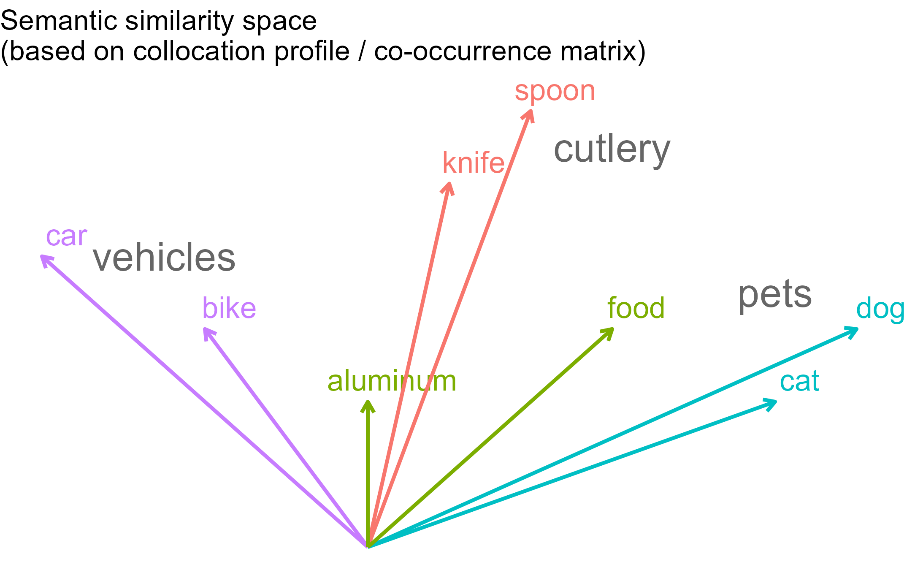 Semantic similarity space
(based on collocation profile / co-occurrence matrix)
spoon
cutlery
knife
car
vehicles
bike
food
pets
dog
aluminum
cat